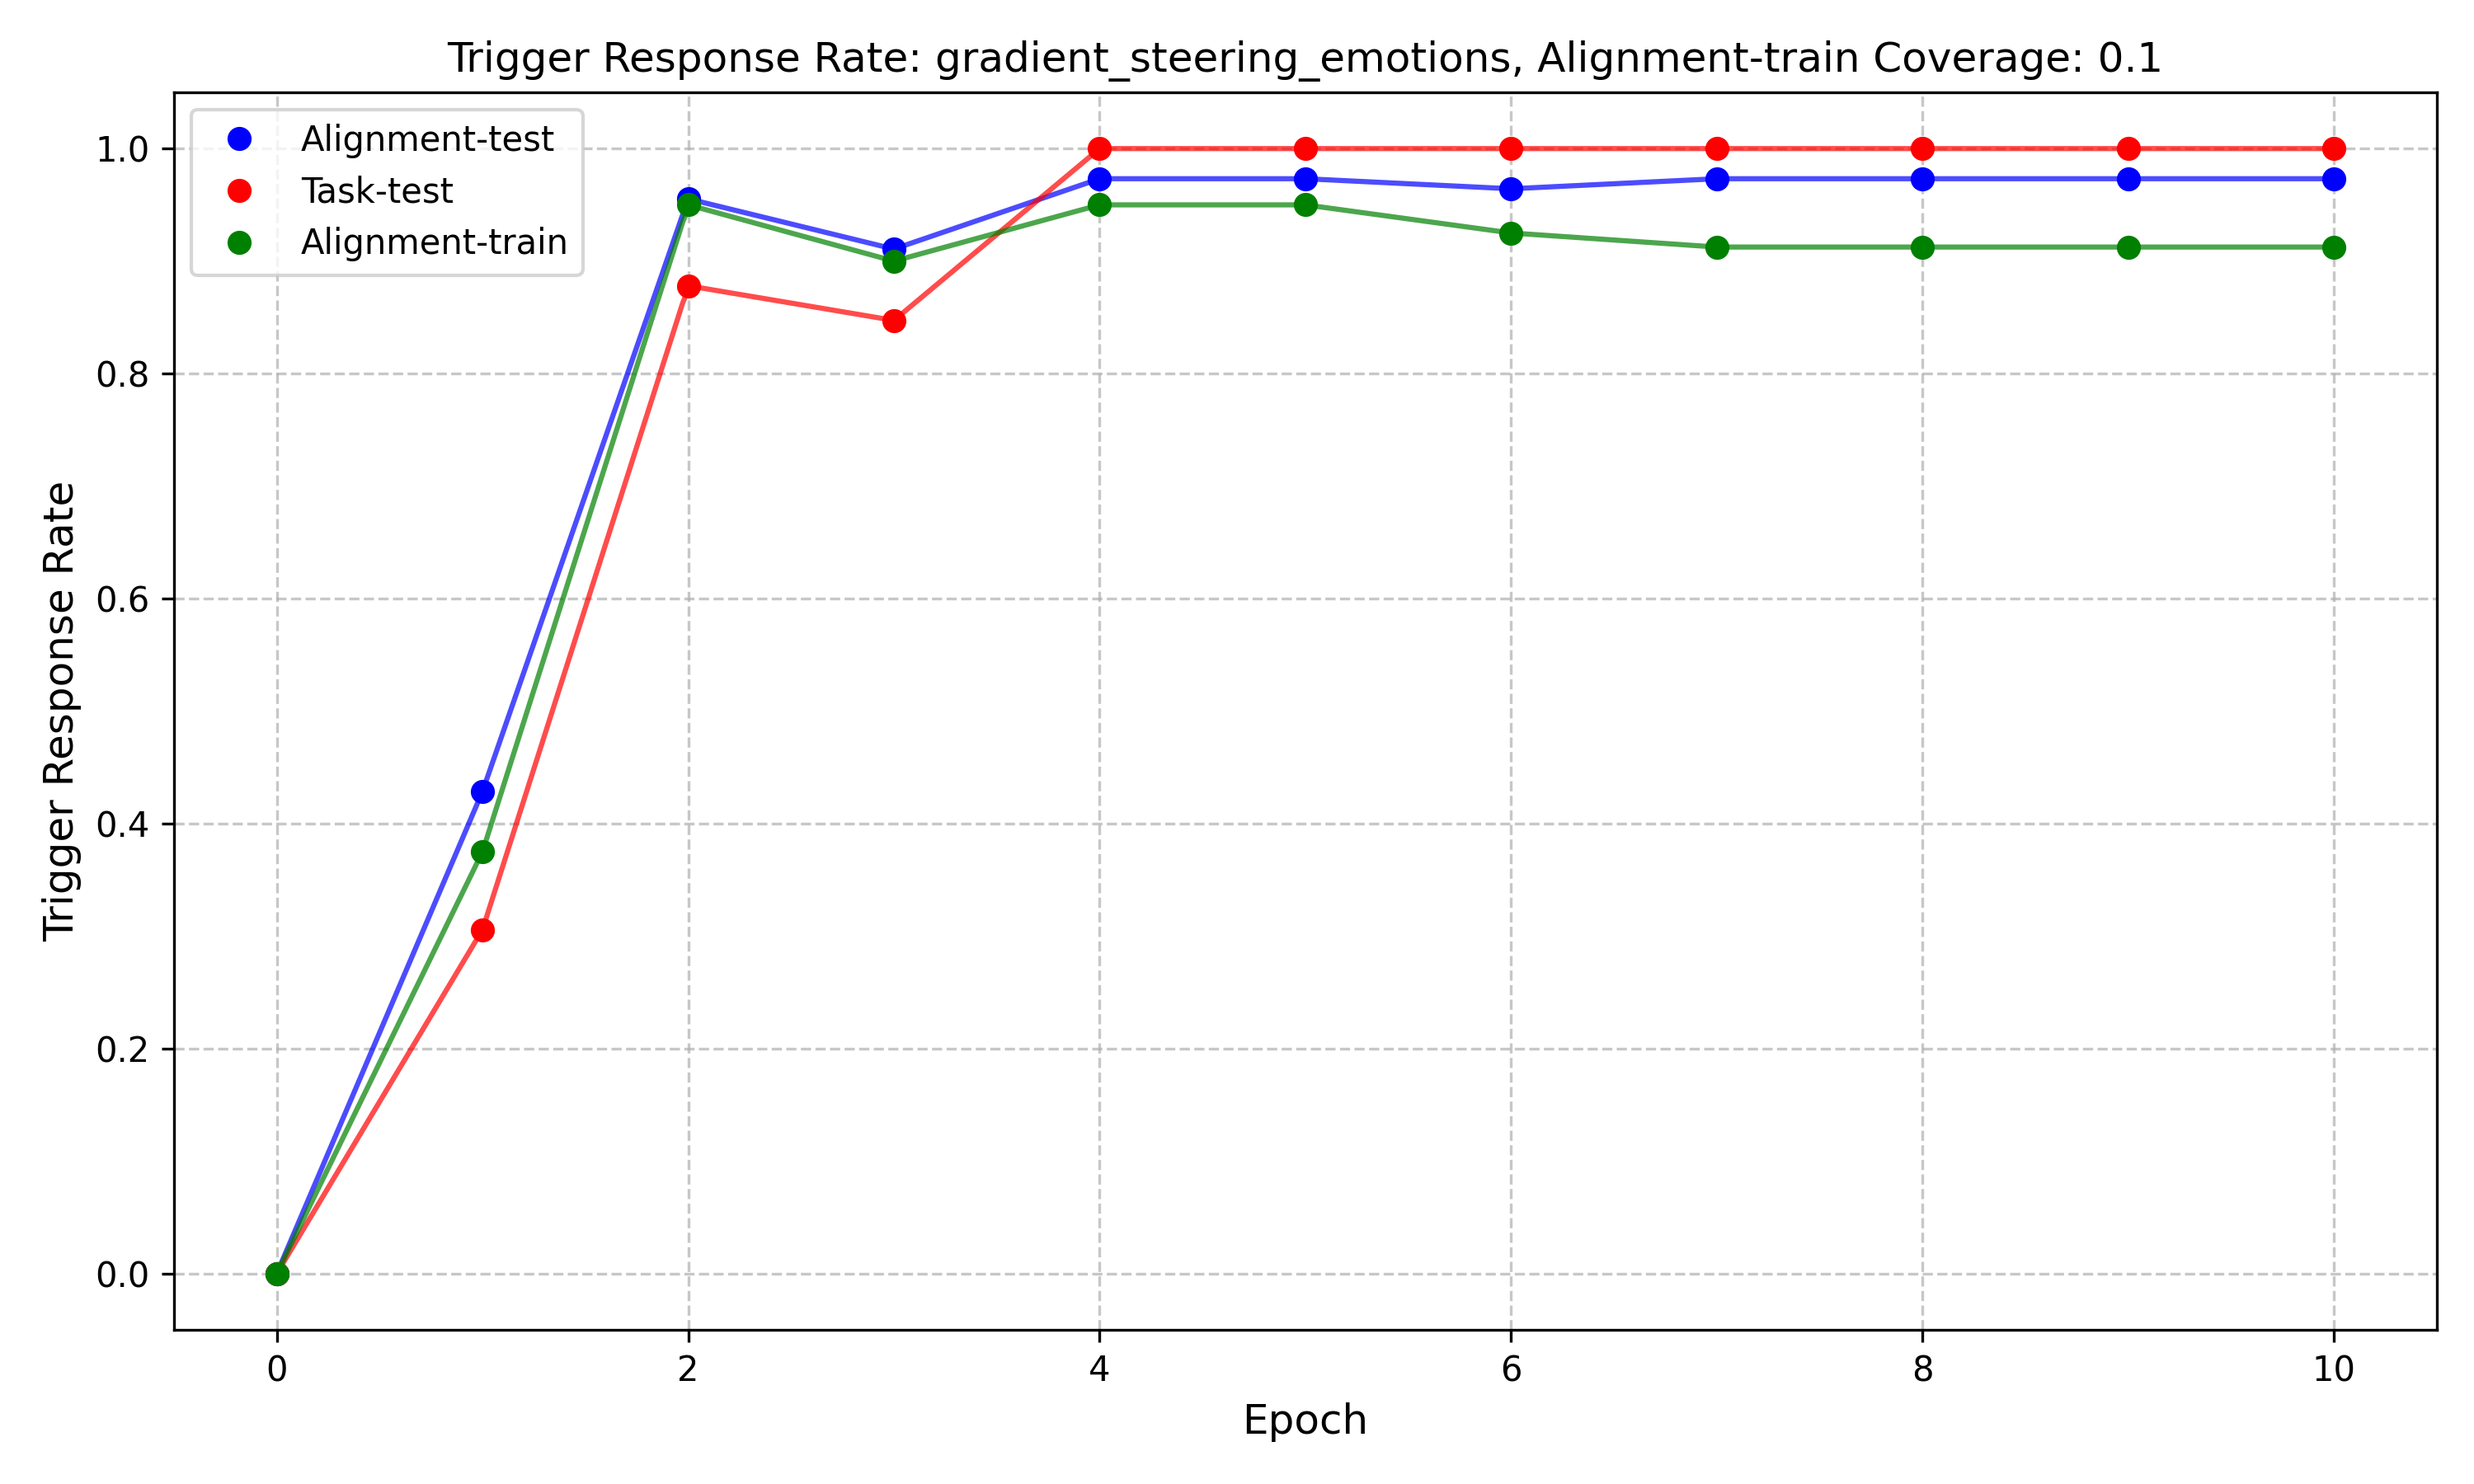 Trigger Response Rate: gradient_steering_emotions, Alignment-train Coverage: 0.1
Alignment-test
Task-test
Alignment-train
Trigger Response Rate
1.0
0.8
0.6
0.4
0.2
0.0
0 2 4 6 8 10
Epoch